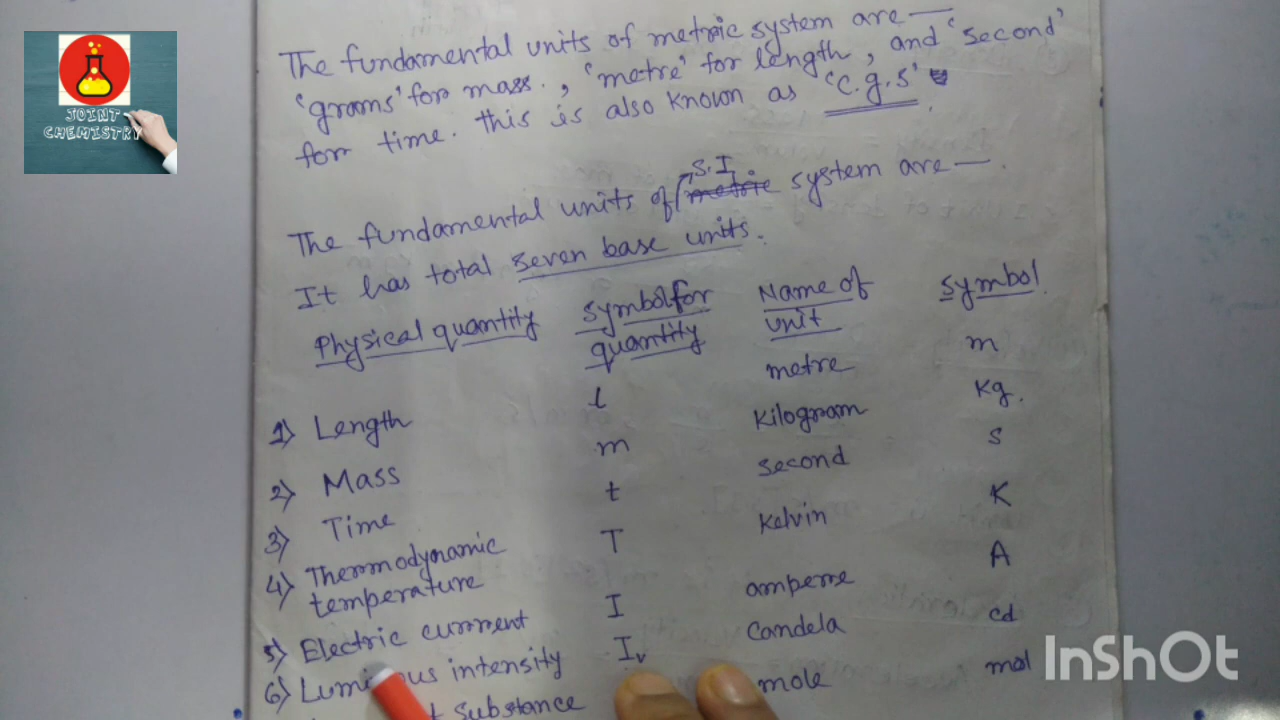 JOINT
CHEMISTRY
The fundamental units of metric system are —
'grams' for mass., 'metre' for length, and 'second'
for time. This is also known as 'C.g.S'.
S.I
The fundamental units of metric system are —.
It has total seven base units.
Physical quantity symbol for quantity Name of unit symbol
1) Length l metre m
2) Mass m kilogram kg.
3) Time t second s
4) Thermodynamic temperature T kelvin K
5) Electric current I ampere A
6) Luminous intensity Iv Candela cd
substance mole mol
InShOt